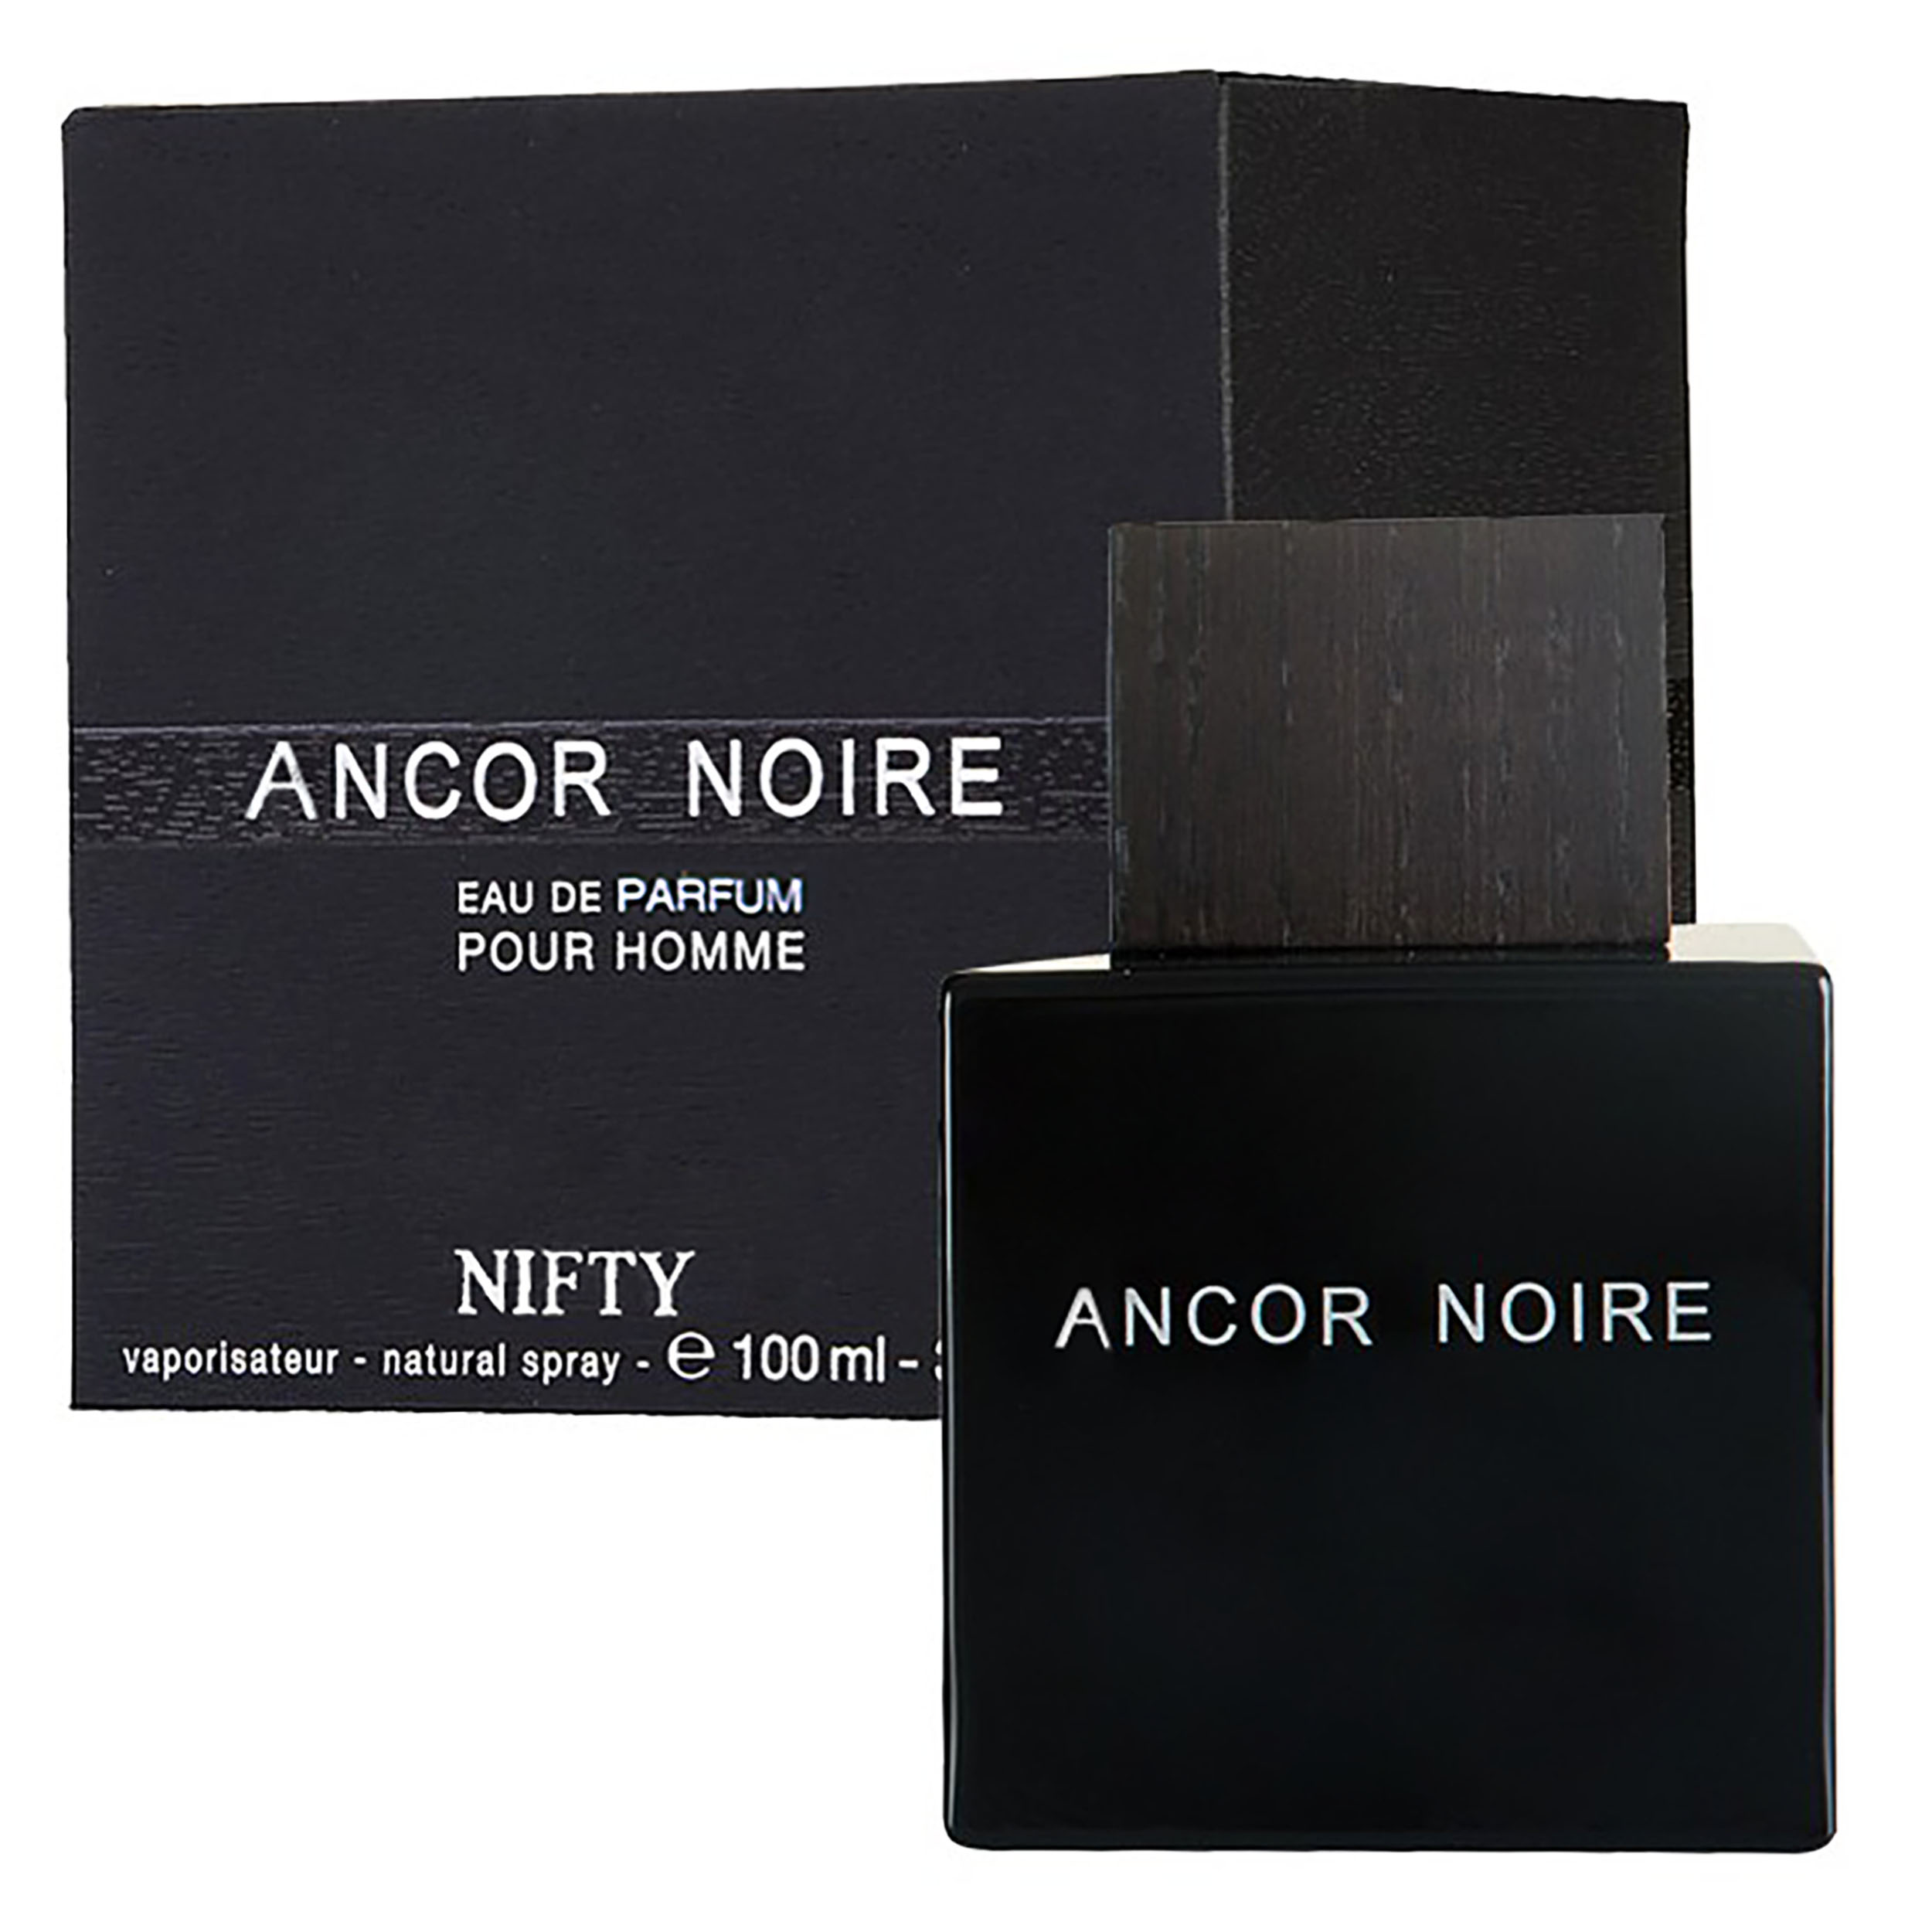 ANCOR NOIRE
EAU DE PARFUM
POUR HOMME
NIFTY
vaporisateur - natural spray - e 100 ml -
ANCOR NOIRE